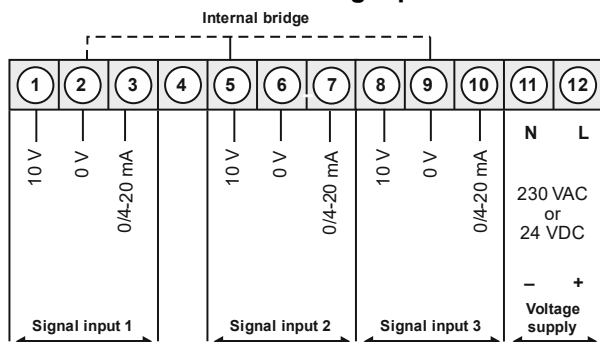 Internal bridge
1 2 3 4 5 6 7 8 9 10 11 12
10 V
0 V
0/4-20 mA
10 V
0 V
0/4-20 mA
10 V
0 V
0/4-20 mA
N L
230 VAC
or
24 VDC
– +
Signal input 1
Signal input 2
Signal input 3
Voltage
supply